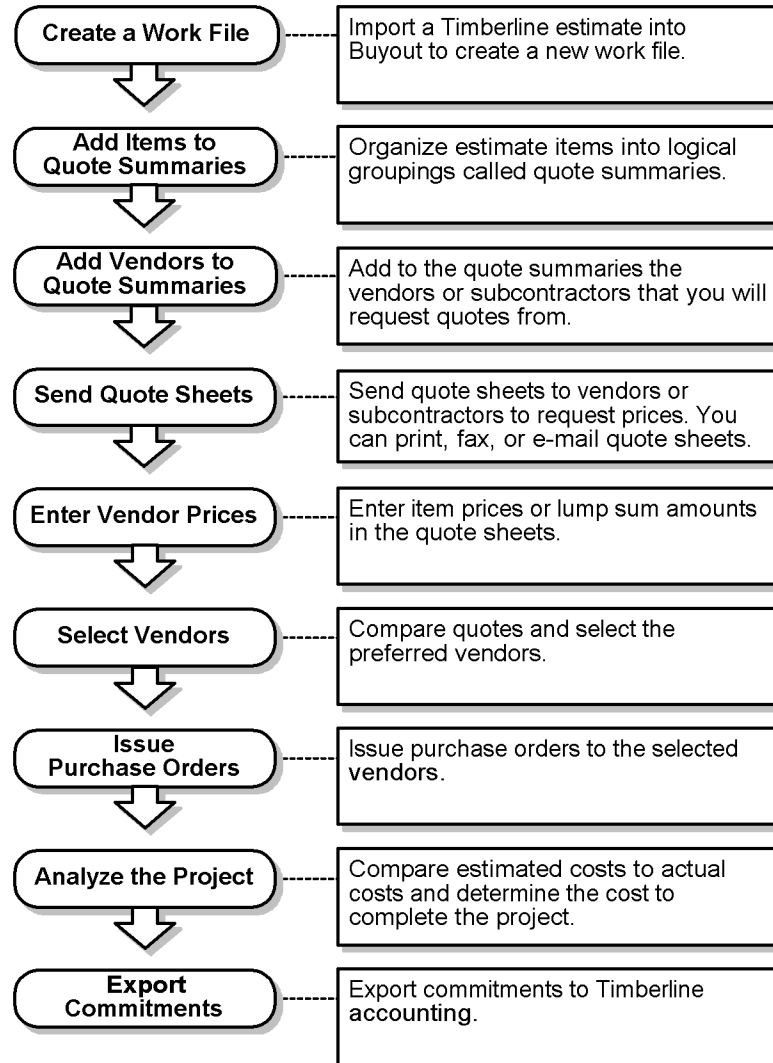 Create a Work File
Import a Timberline estimate into
Buyout to create a new work file.
Add Items to
Quote Summaries
Organize estimate items into logical
groupings called quote summaries.
Add Vendors to
Quote Summaries
Add to the quote summaries the
vendors or subcontractors that you will
request quotes from.
Send Quote Sheets
Send quote sheets to vendors or
subcontractors to request prices. You
can print, fax, or e-mail quote sheets.
Enter Vendor Prices
Enter item prices or lump sum amounts
in the quote sheets.
Select Vendors
Compare quotes and select the
preferred vendors.
Issue
Purchase Orders
Issue purchase orders to the selected
vendors.
Analyze the Project
Compare estimated costs to actual
costs and determine the cost to
complete the project.
Export
Commitments
Export commitments to Timberline
accounting.